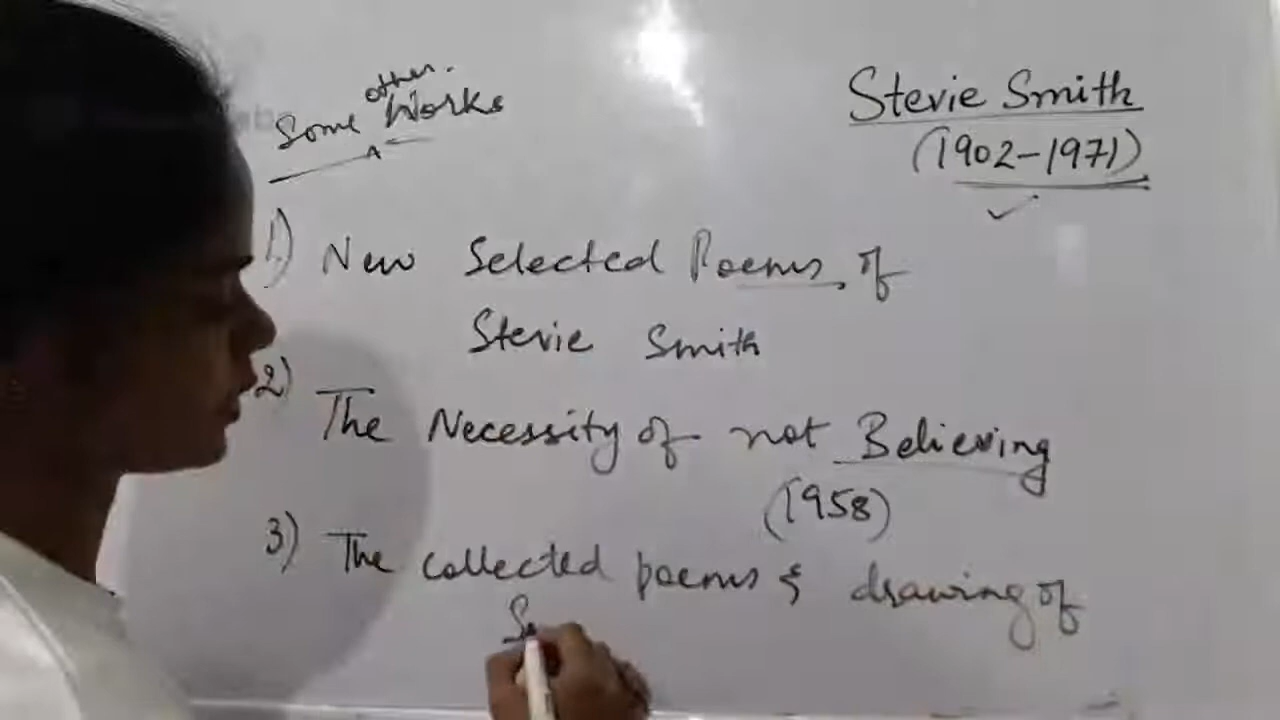 Some other. Works
Stevie Smith
(1902-1971)
1) New Selected Poems of
Stevie Smith
2) The Necessity of not Believing
(1958)
3) The collected poems & drawing of
S